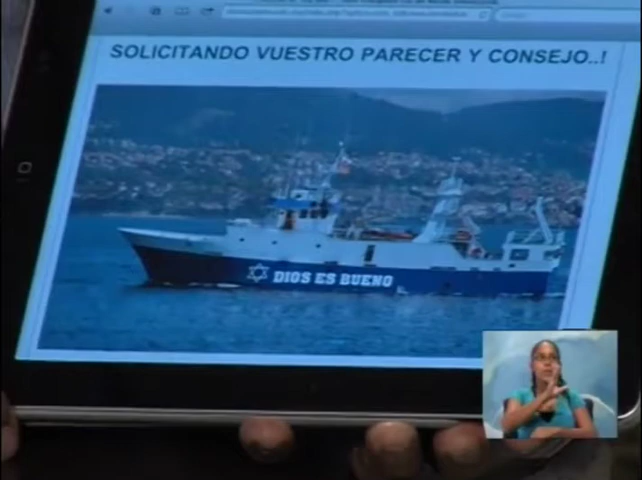 SOLICITANDO VUESTRO PARECER Y CONSEJO..!
DIOS ES BUENO